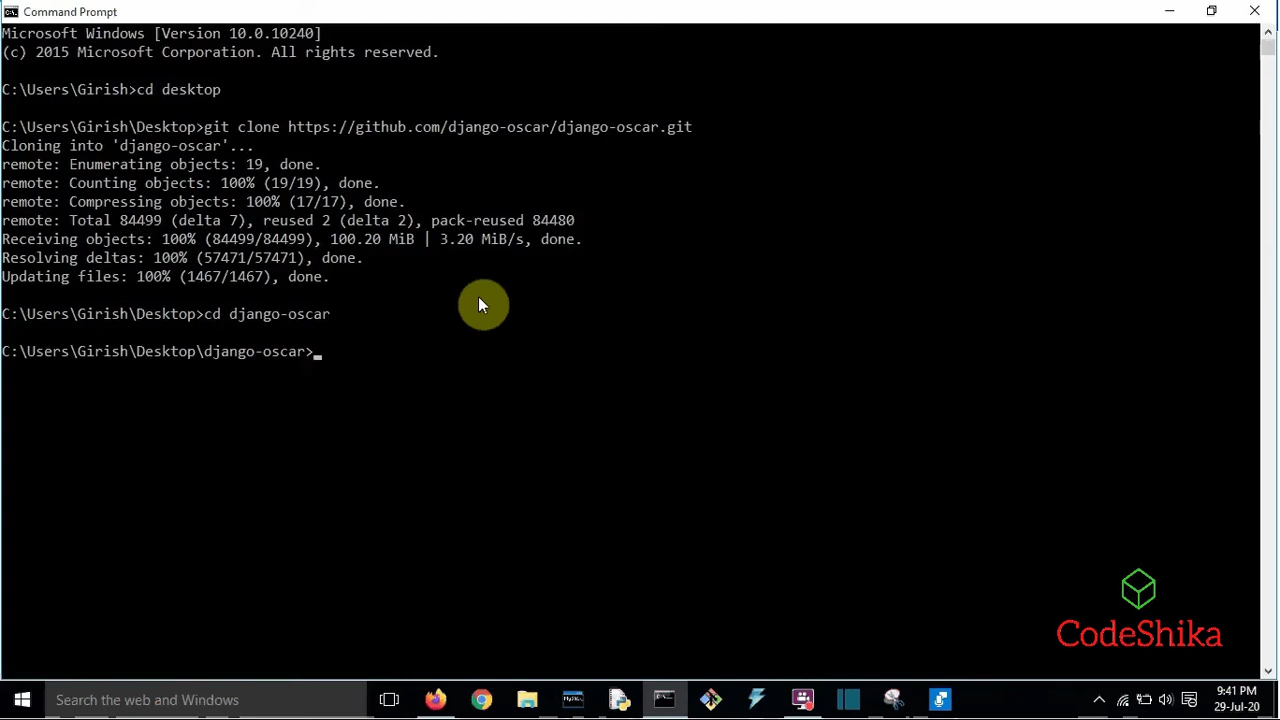 Command Prompt
Microsoft Windows [Version 10.0.10240]
(c) 2015 Microsoft Corporation. All rights reserved.
C:\Users\Girish>cd desktop
C:\Users\Girish\Desktop>git clone https://github.com/django-oscar/django-oscar.git
Cloning into 'django-oscar'...
remote: Enumerating objects: 19, done.
remote: Counting objects: 100% (19/19), done.
remote: Compressing objects: 100% (17/17), done.
remote: Total 84499 (delta 7), reused 2 (delta 2), pack-reused 84480
Receiving objects: 100% (84499/84499), 100.20 MiB | 3.20 MiB/s, done.
Resolving deltas: 100% (57471/57471), done.
Updating files: 100% (1467/1467), done.
C:\Users\Girish\Desktop>cd django-oscar
C:\Users\Girish\Desktop\django-oscar>
CodeShika
Search the web and Windows
9:41 PM
29-Jul-20